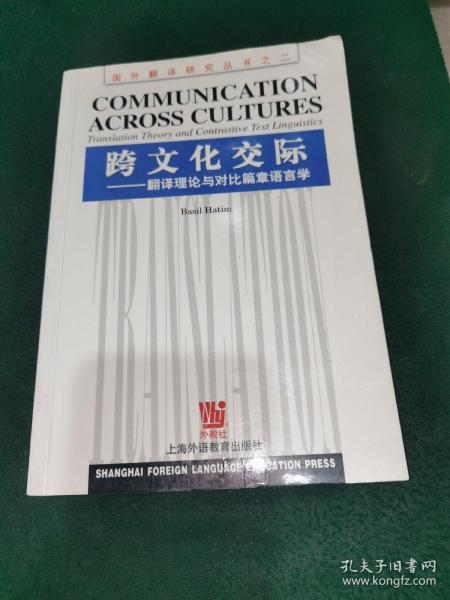 国外翻译研究丛书之二
COMMUNICATION
ACROSS CULTURES
Translation Theory and Contrastive Text Linguistics
跨文化交际
——翻译理论与对比篇章语言学
Basil Hatim
TRANSLATION
外教社
上海外语教育出版社
SHANGHAI FOREIGN LANGUAGE EDUCATION PRESS
孔夫子旧书网
www.kongfz.com